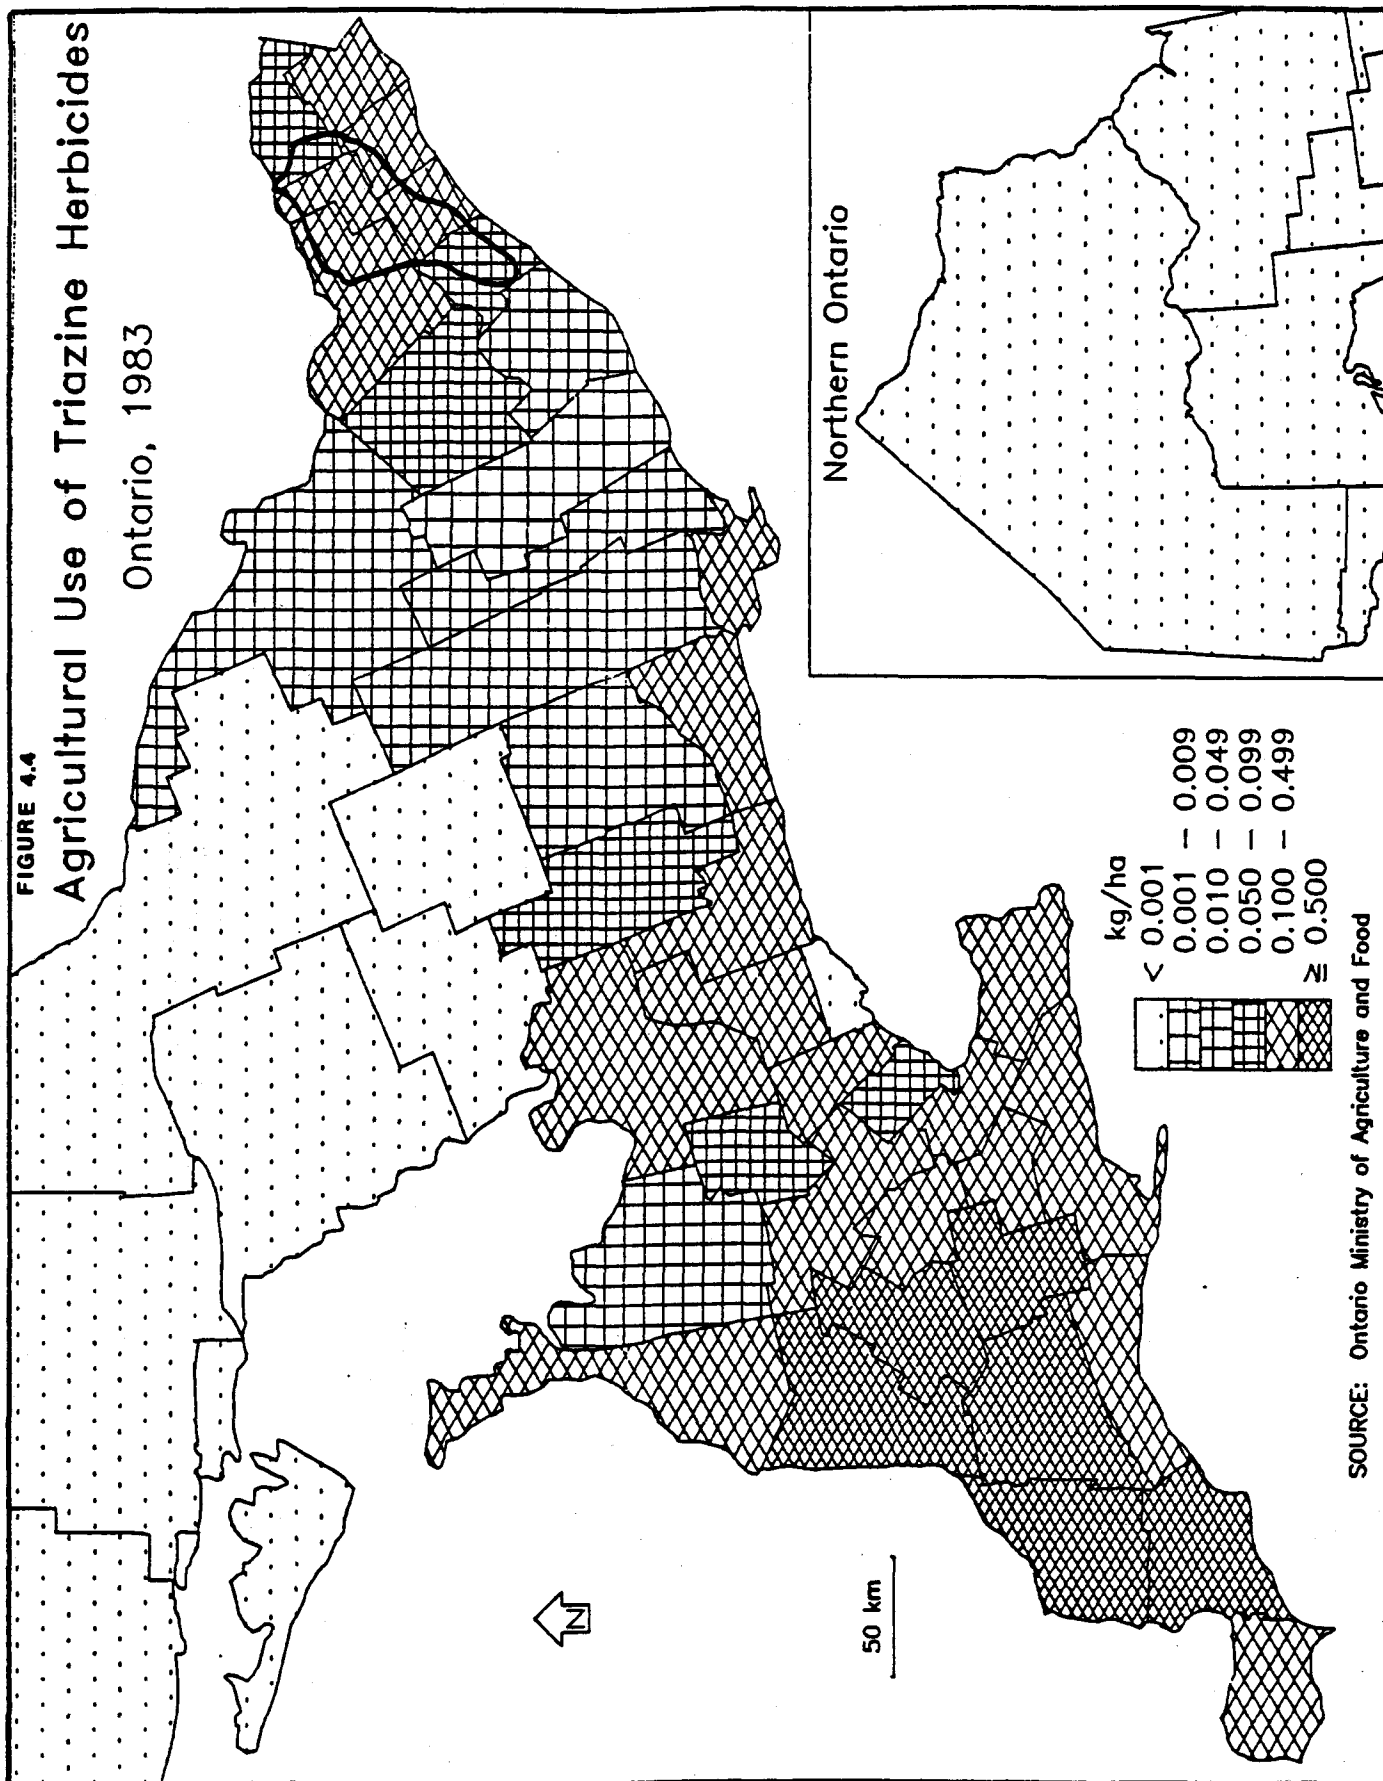 FIGURE 4.4
Agricultural Use of Triazine Herbicides
Ontario, 1983
Northern Ontario
N
50 km
kg/ha
< 0.001
0.001 – 0.009
0.010 – 0.049
0.050 – 0.099
0.100 – 0.499
≥ 0.500
SOURCE: Ontario Ministry of Agriculture and Food